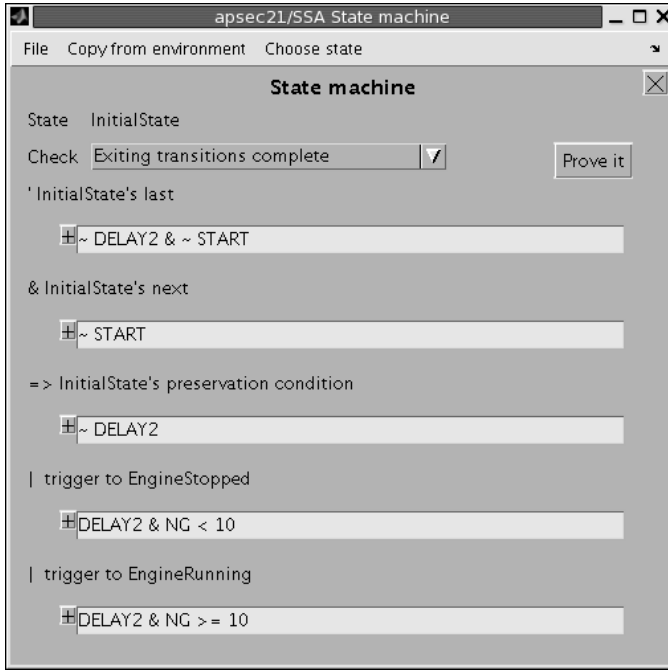 apsec21/SSA State machine
File Copy from environment Choose state
State machine
State InitialState
Check Exiting transitions complete Prove it
' InitialState's last
+ ~ DELAY2 & ~ START
& InitialState's next
+ ~ START
=> InitialState's preservation condition
+ ~ DELAY2
| trigger to EngineStopped
+ DELAY2 & NG < 10
| trigger to EngineRunning
+ DELAY2 & NG >= 10